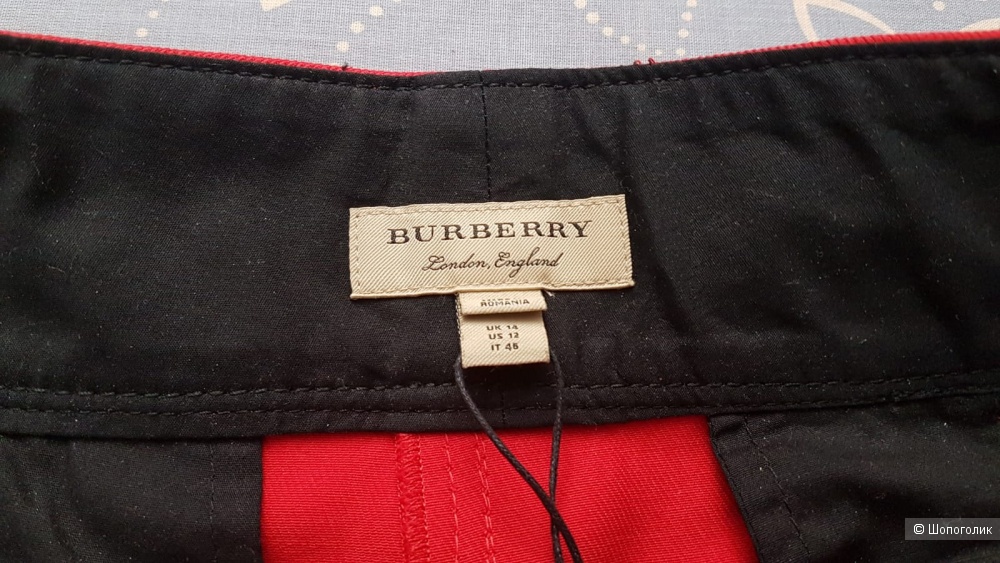 BURBERRY
London, England
ROMANIA
UK 14
US 12
IT 46
© Шопоголик